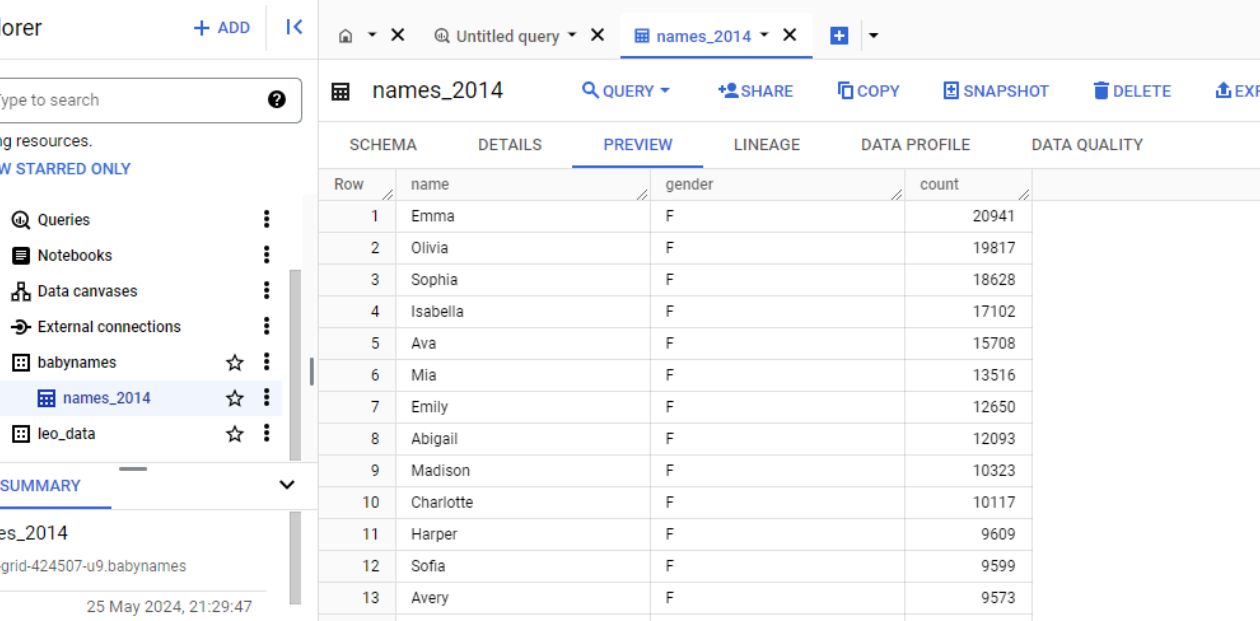 lorer
+ ADD
Type to search
ng resources.
W STARRED ONLY
Queries
Notebooks
Data canvases
External connections
babynames
names_2014
leo_data
SUMMARY
es_2014
-grid-424507-u9.babynames
25 May 2024, 21:29:47
Untitled query
names_2014
names_2014
QUERY
SHARE
COPY
SNAPSHOT
DELETE
EXP
SCHEMA DETAILS PREVIEW LINEAGE DATA PROFILE DATA QUALITY
Row name gender count
1 Emma F 20941
2 Olivia F 19817
3 Sophia F 18628
4 Isabella F 17102
5 Ava F 15708
6 Mia F 13516
7 Emily F 12650
8 Abigail F 12093
9 Madison F 10323
10 Charlotte F 10117
11 Harper F 9609
12 Sofia F 9599
13 Avery F 9573